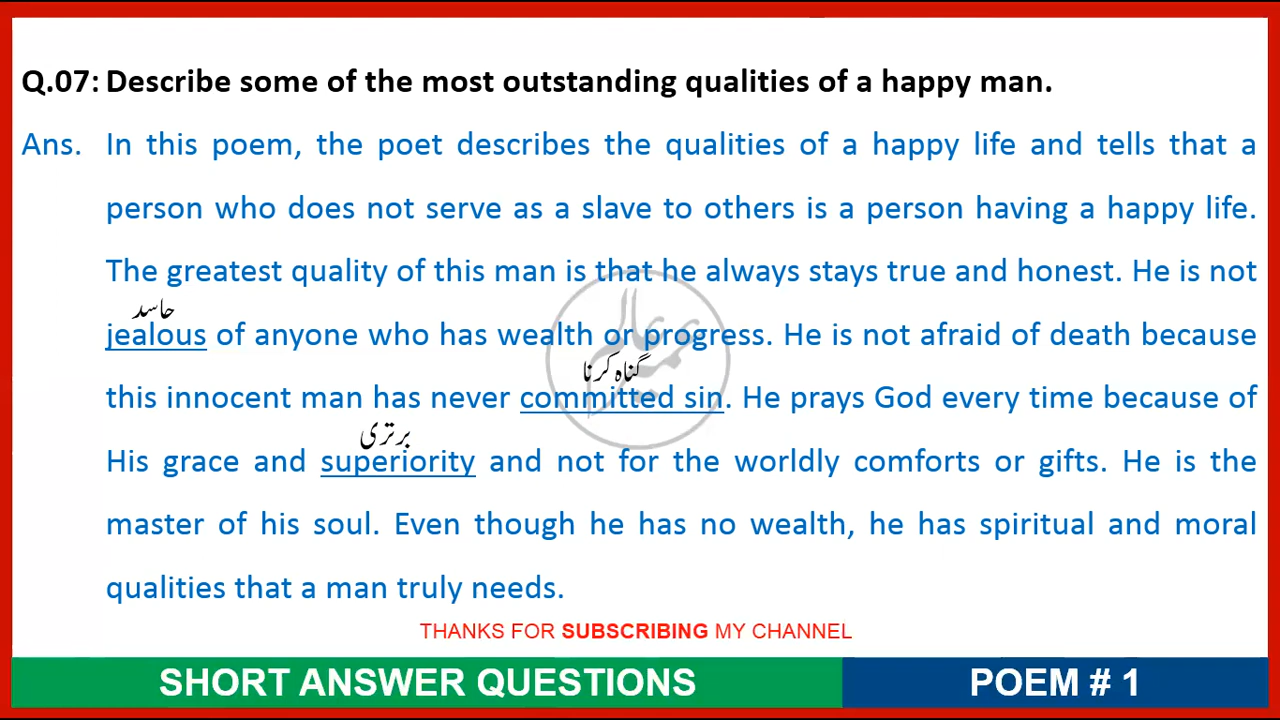 Q.07: Describe some of the most outstanding qualities of a happy man.
Ans. In this poem, the poet describes the qualities of a happy life and tells that a
person who does not serve as a slave to others is a person having a happy life.
The greatest quality of this man is that he always stays true and honest. He is not
حاسد
jealous of anyone who has wealth or progress. He is not afraid of death because
گناہ کرنا
this innocent man has never committed sin. He prays God every time because of
برتری
His grace and superiority and not for the worldly comforts or gifts. He is the
master of his soul. Even though he has no wealth, he has spiritual and moral
qualities that a man truly needs.
THANKS FOR SUBSCRIBING MY CHANNEL
SHORT ANSWER QUESTIONS
POEM # 1